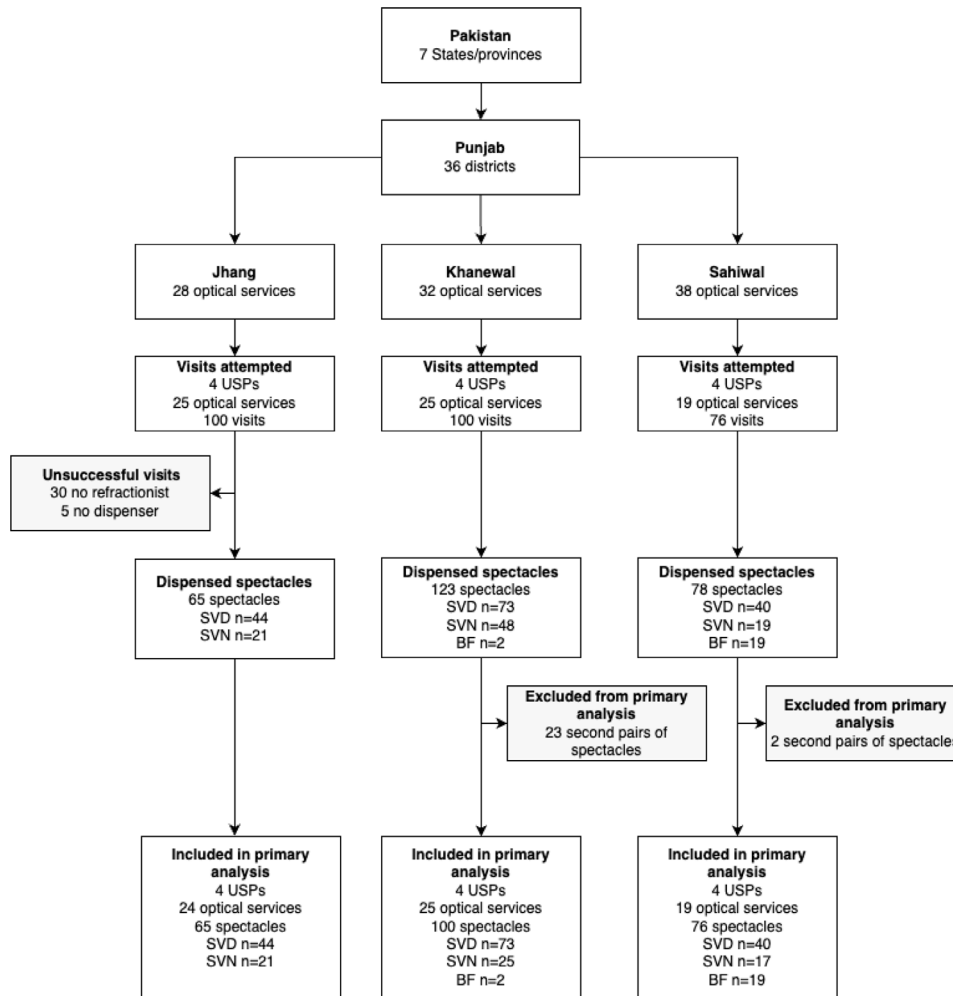 Pakistan
7 States/provinces
Punjab
36 districts
Jhang
28 optical services
Khanewal
32 optical services
Sahiwal
38 optical services
Visits attempted
4 USPs
25 optical services
100 visits
Visits attempted
4 USPs
25 optical services
100 visits
Visits attempted
4 USPs
19 optical services
76 visits
Unsuccessful visits
30 no refractionist
5 no dispenser
Dispensed spectacles
65 spectacles
SVD n=44
SVN n=21
Dispensed spectacles
123 spectacles
SVD n=73
SVN n=48
BF n=2
Dispensed spectacles
78 spectacles
SVD n=40
SVN n=19
BF n=19
Excluded from primary
analysis
23 second pairs of
spectacles
Excluded from primary
analysis
2 second pairs of spectacles
Included in primary
analysis
4 USPs
24 optical services
65 spectacles
SVD n=44
SVN n=21
Included in primary
analysis
4 USPs
25 optical services
100 spectacles
SVD n=73
SVN n=25
BF n=2
Included in primary
analysis
4 USPs
19 optical services
76 spectacles
SVD n=40
SVN n=17
BF n=19